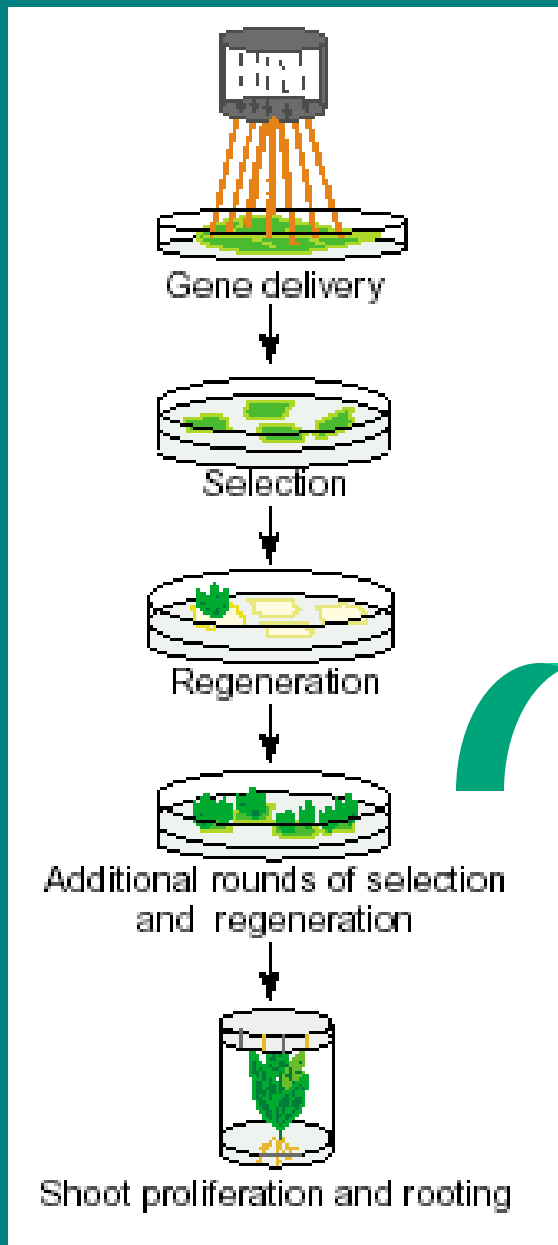 Gene delivery
Selection
Regeneration
Additional rounds of selection
and regeneration
Shoot proliferation and rooting